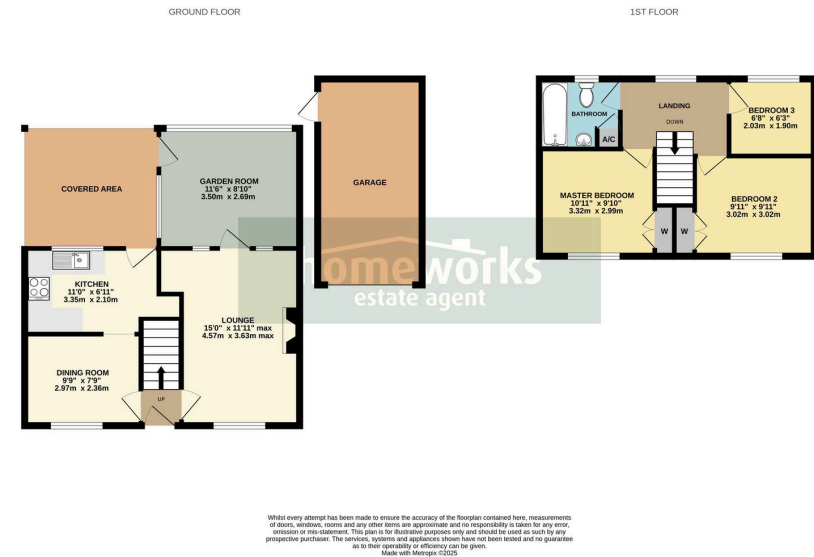 GROUND FLOOR
1ST FLOOR
COVERED AREA
GARDEN ROOM
11'6" x 8'10"
3.50m x 2.69m
GARAGE
KITCHEN
11'0" x 6'11"
3.35m x 2.10m
LOUNGE
15'0" x 11'11" max
4.57m x 3.63m max
DINING ROOM
9'9" x 7'9"
2.97m x 2.36m
UP
BATHROOM
A/C
LANDING
DOWN
BEDROOM 3
6'8" x 6'3"
2.03m x 1.90m
MASTER BEDROOM
10'11" x 9'10"
3.32m x 2.99m
W
W
BEDROOM 2
9'11" x 9'11"
3.02m x 3.02m
homeworks
estate agent
Whilst every attempt has been made to ensure the accuracy of the floorplan contained here, measurements
of doors, windows, rooms and any other items are approximate and no responsibility is taken for any error,
omission or mis-statement. This plan is for illustrative purposes only and should be used as such by any
prospective purchaser. The services, systems and appliances shown have not been tested and no guarantee
as to their operability or efficiency can be given.
Made with Metropix ©2025